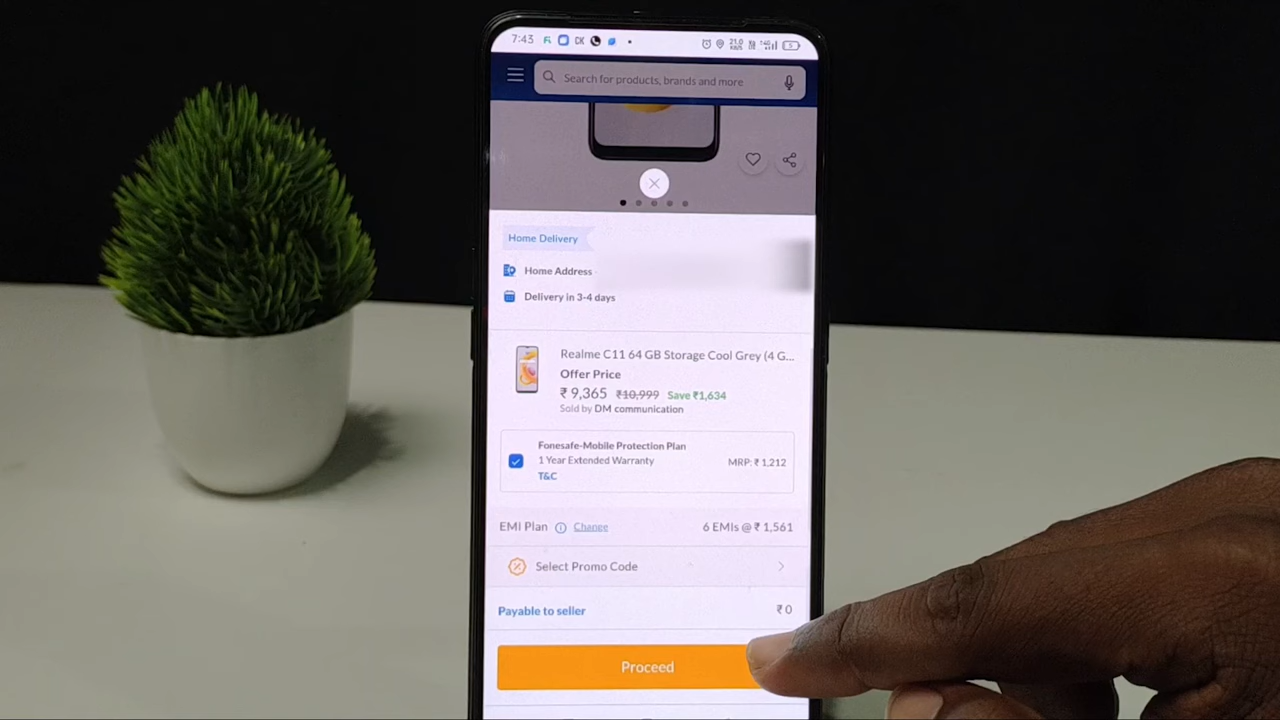 7:43
Search for products, brands and more
Home Delivery
Home Address
Delivery in 3-4 days
Realme C11 64 GB Storage Cool Grey (4 G...
Offer Price
₹ 9,365 ₹10,999 Save ₹1,634
Sold by DM communication
Fonesafe-Mobile Protection Plan
1 Year Extended Warranty MRP: ₹ 1,212
T&C
EMI Plan Change 6 EMIs @ ₹ 1,561
Select Promo Code
Payable to seller ₹ 0
Proceed